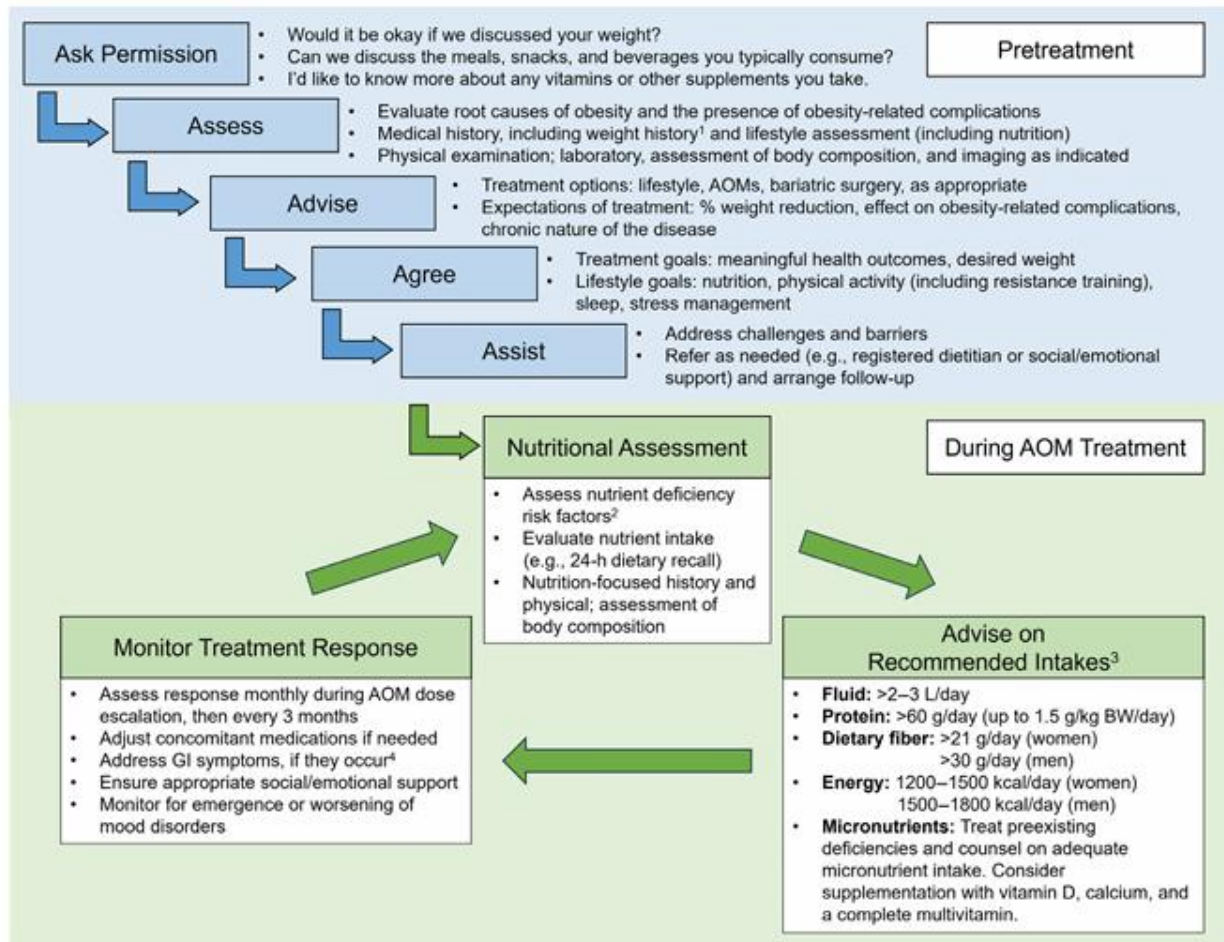 Ask Permission
• Would it be okay if we discussed your weight?
• Can we discuss the meals, snacks, and beverages you typically consume?
• I'd like to know more about any vitamins or other supplements you take.
Pretreatment
Assess
• Evaluate root causes of obesity and the presence of obesity-related complications
• Medical history, including weight history¹ and lifestyle assessment (including nutrition)
• Physical examination; laboratory, assessment of body composition, and imaging as indicated
Advise
• Treatment options: lifestyle, AOMs, bariatric surgery, as appropriate
• Expectations of treatment: % weight reduction, effect on obesity-related complications,
chronic nature of the disease
Agree
• Treatment goals: meaningful health outcomes, desired weight
• Lifestyle goals: nutrition, physical activity (including resistance training),
sleep, stress management
Assist
• Address challenges and barriers
• Refer as needed (e.g., registered dietitian or social/emotional
support) and arrange follow-up
During AOM Treatment
Nutritional Assessment
• Assess nutrient deficiency
risk factors²
• Evaluate nutrient intake
(e.g., 24-h dietary recall)
• Nutrition-focused history and
physical; assessment of
body composition
Advise on
Recommended Intakes³
• Fluid: >2–3 L/day
• Protein: >60 g/day (up to 1.5 g/kg BW/day)
• Dietary fiber: >21 g/day (women)
>30 g/day (men)
• Energy: 1200–1500 kcal/day (women)
1500–1800 kcal/day (men)
• Micronutrients: Treat preexisting
deficiencies and counsel on adequate
micronutrient intake. Consider
supplementation with vitamin D, calcium, and
a complete multivitamin.
Monitor Treatment Response
• Assess response monthly during AOM dose
escalation, then every 3 months
• Adjust concomitant medications if needed
• Address GI symptoms, if they occur⁴
• Ensure appropriate social/emotional support
• Monitor for emergence or worsening of
mood disorders